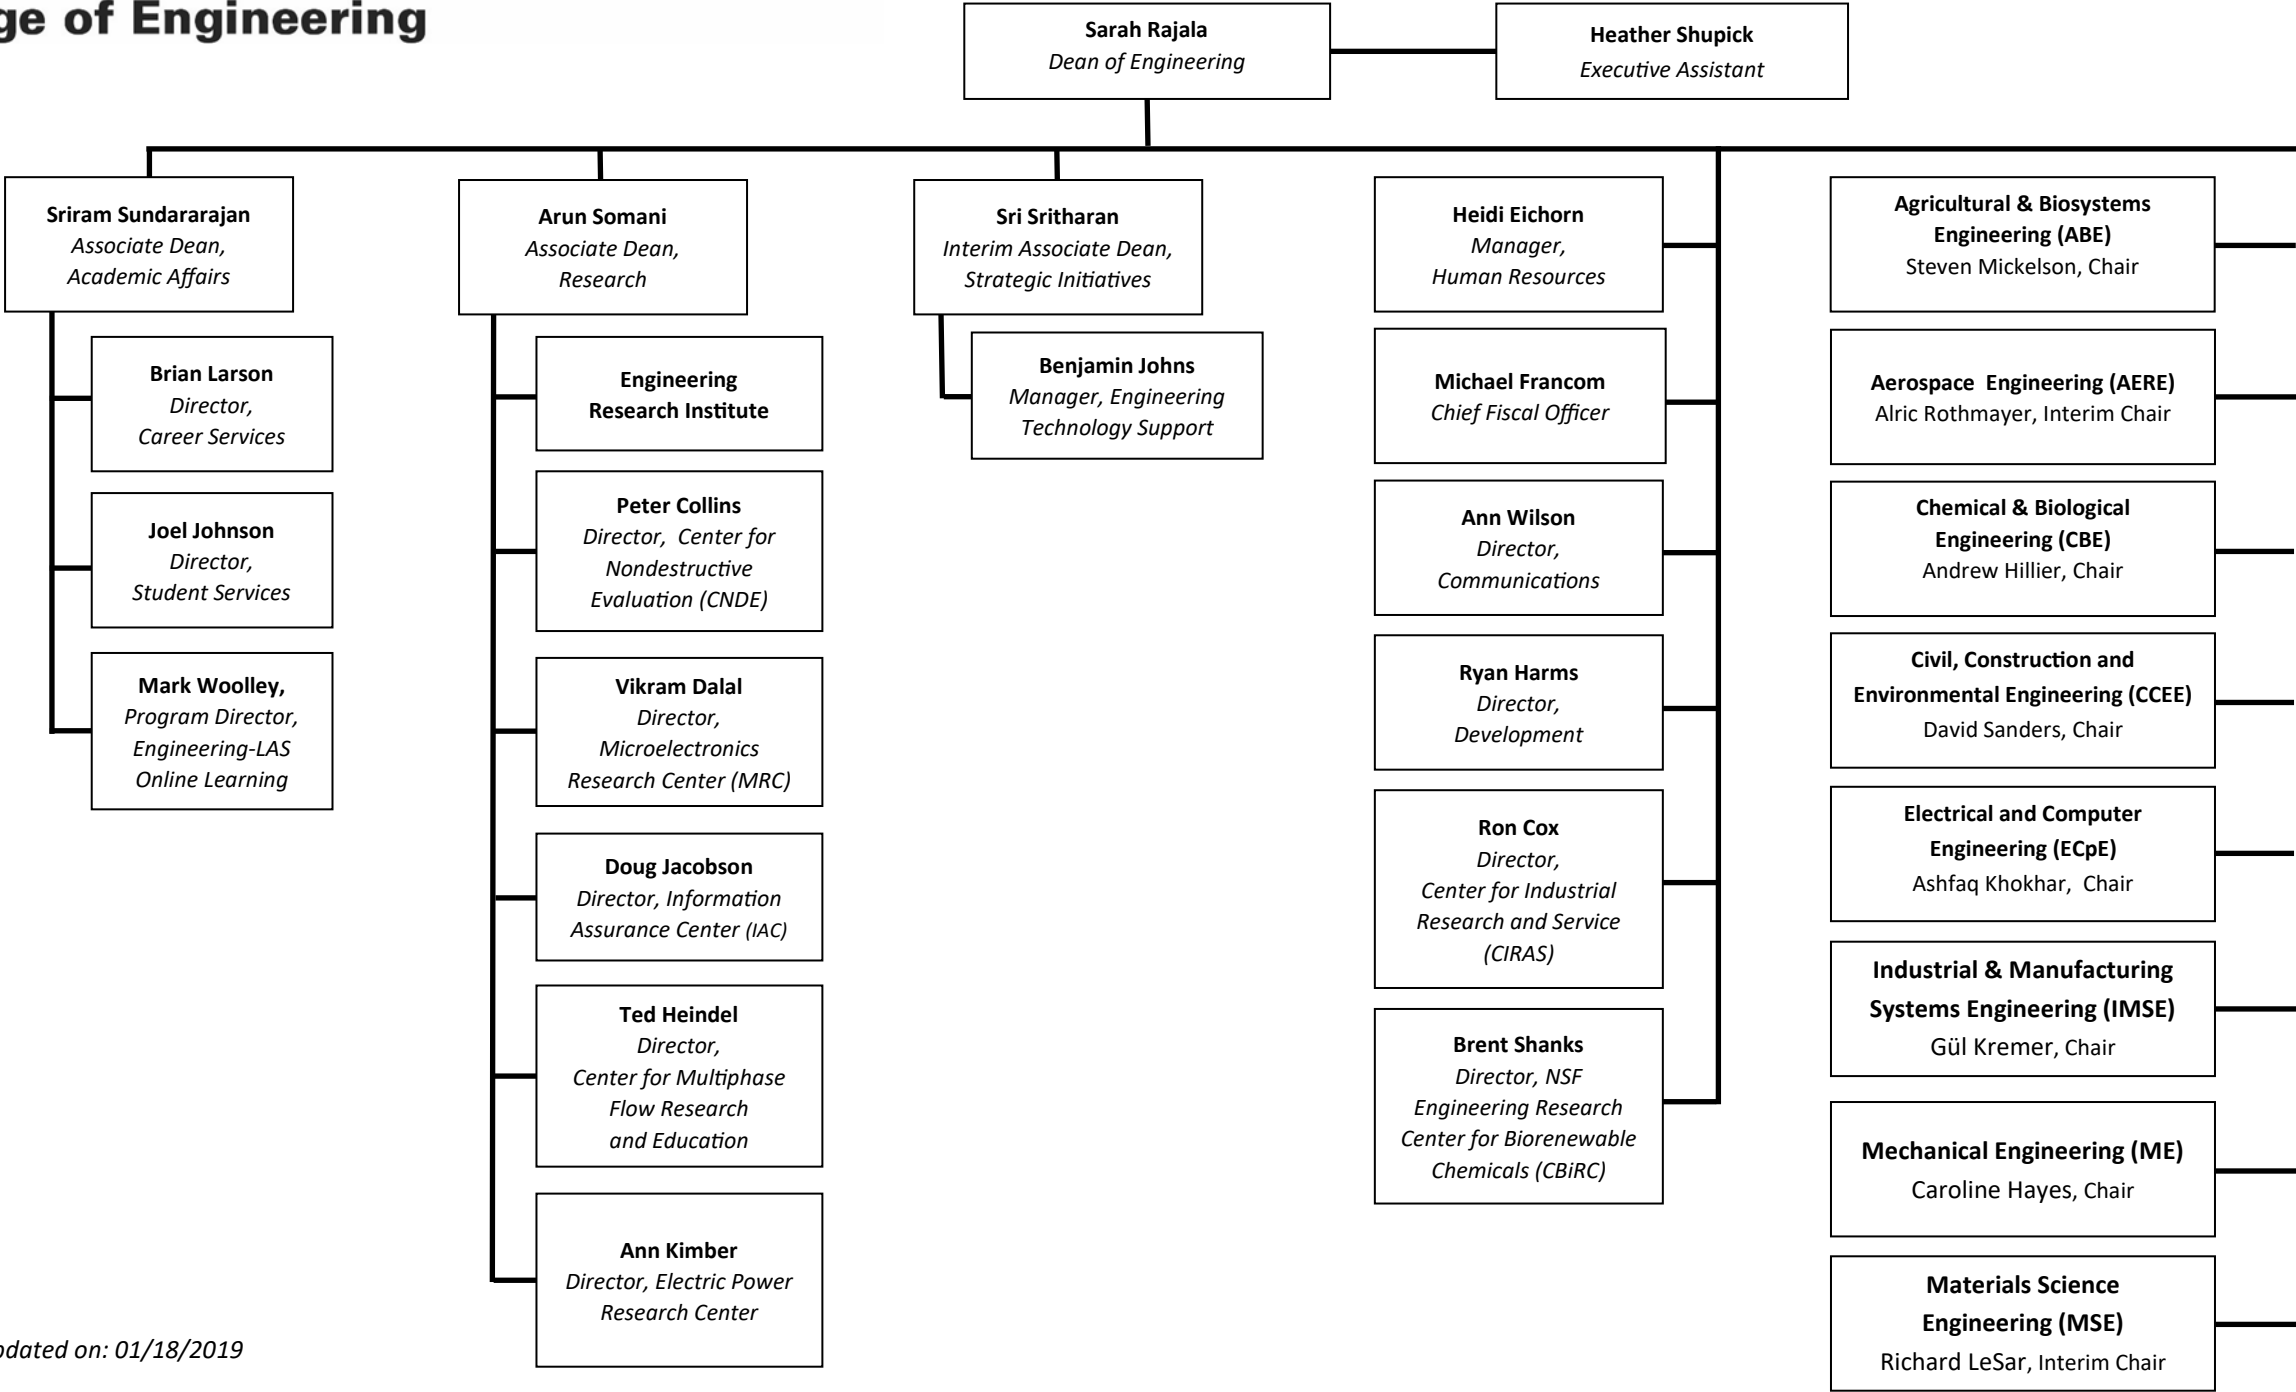 ge of Engineering
Sarah Rajala
Dean of Engineering
Heather Shupick
Executive Assistant
Sriram Sundararajan
Associate Dean,
Academic Affairs
Brian Larson
Director,
Career Services
Joel Johnson
Director,
Student Services
Mark Woolley,
Program Director,
Engineering-LAS
Online Learning
Arun Somani
Associate Dean,
Research
Engineering
Research Institute
Peter Collins
Director, Center for
Nondestructive
Evaluation (CNDE)
Vikram Dalal
Director,
Microelectronics
Research Center (MRC)
Doug Jacobson
Director, Information
Assurance Center (IAC)
Ted Heindel
Director,
Center for Multiphase
Flow Research
and Education
Ann Kimber
Director, Electric Power
Research Center
Sri Sritharan
Interim Associate Dean,
Strategic Initiatives
Benjamin Johns
Manager, Engineering
Technology Support
Heidi Eichorn
Manager,
Human Resources
Michael Francom
Chief Fiscal Officer
Ann Wilson
Director,
Communications
Ryan Harms
Director,
Development
Ron Cox
Director,
Center for Industrial
Research and Service
(CIRAS)
Brent Shanks
Director, NSF
Engineering Research
Center for Biorenewable
Chemicals (CBiRC)
Agricultural & Biosystems
Engineering (ABE)
Steven Mickelson, Chair
Aerospace Engineering (AERE)
Alric Rothmayer, Interim Chair
Chemical & Biological
Engineering (CBE)
Andrew Hillier, Chair
Civil, Construction and
Environmental Engineering (CCEE)
David Sanders, Chair
Electrical and Computer
Engineering (ECpE)
Ashfaq Khokhar, Chair
Industrial & Manufacturing
Systems Engineering (IMSE)
Gül Kremer, Chair
Mechanical Engineering (ME)
Caroline Hayes, Chair
Materials Science
Engineering (MSE)
Richard LeSar, Interim Chair
pdated on: 01/18/2019